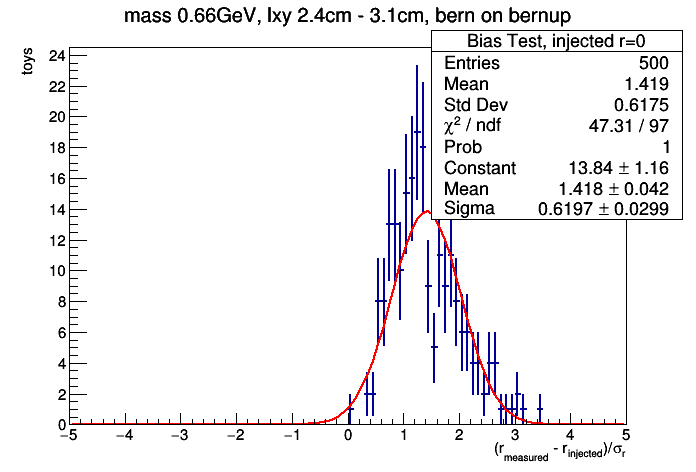 mass 0.66GeV, lxy 2.4cm - 3.1cm, bern on bernup
Bias Test, injected r=0
Entries 500
Mean 1.419
Std Dev 0.6175
χ² / ndf 47.31 / 97
Prob 1
Constant 13.84 ± 1.16
Mean 1.418 ± 0.042
Sigma 0.6197 ± 0.0299
toys
24
22
20
18
16
14
12
10
8
6
4
2
0
−5 −4 −3 −2 −1 0 1 2 3 4 5
(r_measured - r_injected)/σ_r